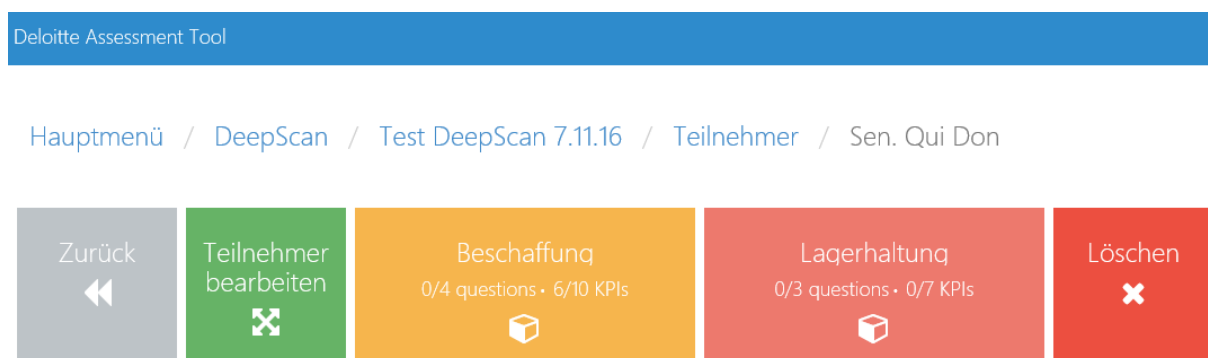 Deloitte Assessment Tool
Hauptmenü / DeepScan / Test DeepScan 7.11.16 / Teilnehmer / Sen. Qui Don
Zurück
Teilnehmer
bearbeiten
Beschaffung
0/4 questions • 6/10 KPIs
Lagerhaltung
0/3 questions • 0/7 KPIs
Löschen